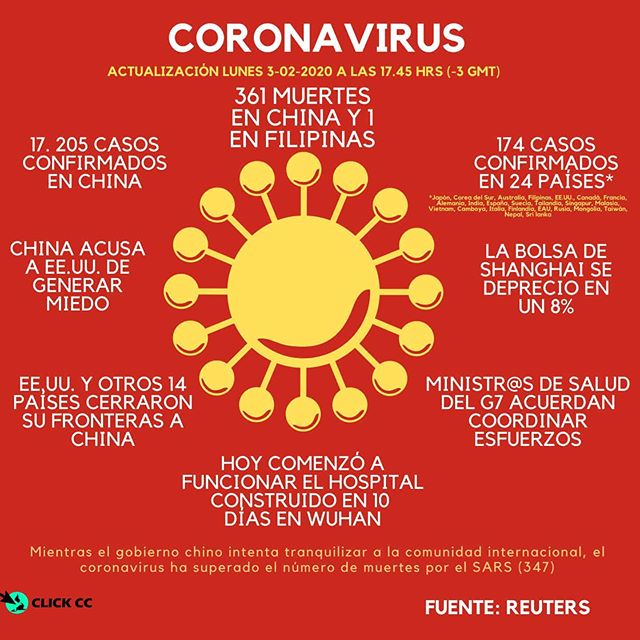 CORONAVIRUS
ACTUALIZACIÓN LUNES 3-02-2020 A LAS 17.45 HRS (-3 GMT)
361 MUERTES
EN CHINA Y 1
EN FILIPINAS
17. 205 CASOS
CONFIRMADOS
EN CHINA
174 CASOS
CONFIRMADOS
EN 24 PAÍSES*
*Japón, Corea del Sur, Australia, Filipinas, EE.UU., Canadá, Francia,
Alemania, India, España, Suecia, Tailandia, Singapur, Malasia,
Vietnam, Camboya, Italia, Finlandia, EAU, Rusia, Mongolia, Taiwán,
Nepal, Sri lanka
CHINA ACUSA
A EE.UU. DE
GENERAR
MIEDO
LA BOLSA DE
SHANGHAI SE
DEPRECIO EN
UN 8%
EE.UU. Y OTROS 14
PAÍSES CERRARON
SU FRONTERAS A
CHINA
MINISTR@S DE SALUD
DEL G7 ACUERDAN
COORDINAR
ESFUERZOS
HOY COMENZÓ A
FUNCIONAR EL HOSPITAL
CONSTRUIDO EN 10
DÍAS EN WUHAN
Mientras el gobierno chino intenta tranquilizar a la comunidad internacional, el
coronavirus ha superado el número de muertes por el SARS (347)
CLICK CC
FUENTE: REUTERS